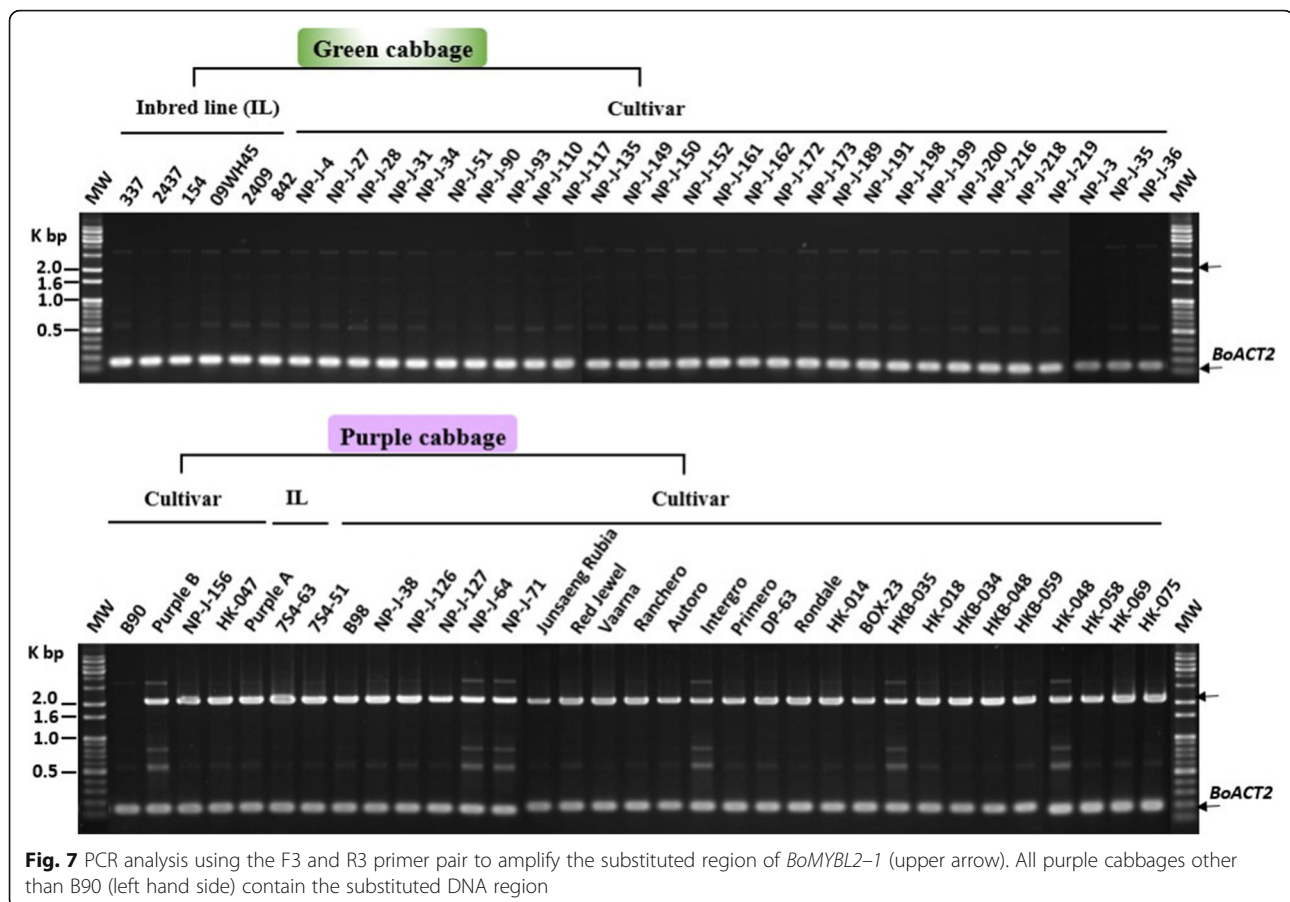 Green cabbage
Inbred line (IL) Cultivar
MW 337 2437 154 09WH45 2409 842 NP-J-4 NP-J-27 NP-J-28 NP-J-31 NP-J-34 NP-J-51 NP-J-90 NP-J-93 NP-J-110 NP-J-117 NP-J-135 NP-J-149 NP-J-150 NP-J-152 NP-J-161 NP-J-162 NP-J-172 NP-J-173 NP-J-189 NP-J-191 NP-J-198 NP-J-199 NP-J-200 NP-J-216 NP-J-218 NP-J-219 NP-J-3 NP-J-35 NP-J-36 MW
K bp
2.0
1.6
1.0
0.5
BoACT2
Purple cabbage
Cultivar IL Cultivar
MW B90 Purple B NP-J-156 HK-047 Purple A 7S4-63 7S4-51 B98 NP-J-38 NP-J-126 NP-J-127 NP-J-64 NP-J-71 Junsaeng Rubia Red Jewel Vaarna Ranchero Autoro Intergro Primero DP-63 Rondale HK-014 BOX-23 HKB-035 HK-018 HKB-034 HKB-048 HKB-059 HK-048 HK-058 HK-069 HK-075 MW
K bp
2.0
1.6
1.0
0.5
BoACT2
Fig. 7 PCR analysis using the F3 and R3 primer pair to amplify the substituted region of BoMYBL2–1 (upper arrow). All purple cabbages other
than B90 (left hand side) contain the substituted DNA region